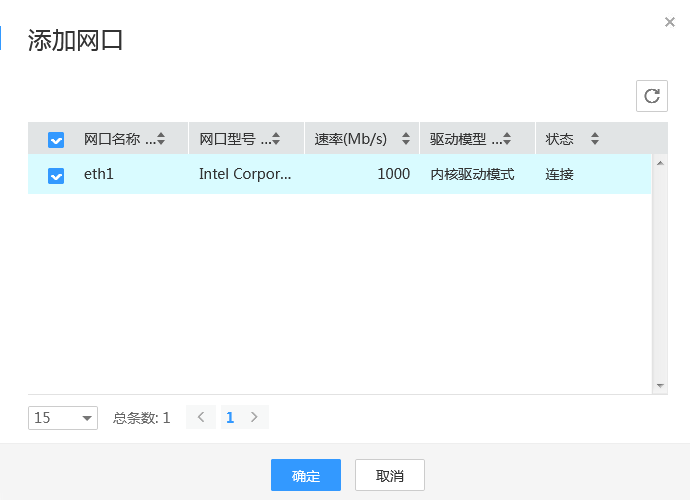 添加网口
网口名称 ... 网口型号 ... 速率(Mb/s) 驱动模型 ... 状态
eth1 Intel Corpor... 1000 内核驱动模式 连接
15 总条数: 1 1
确定 取消